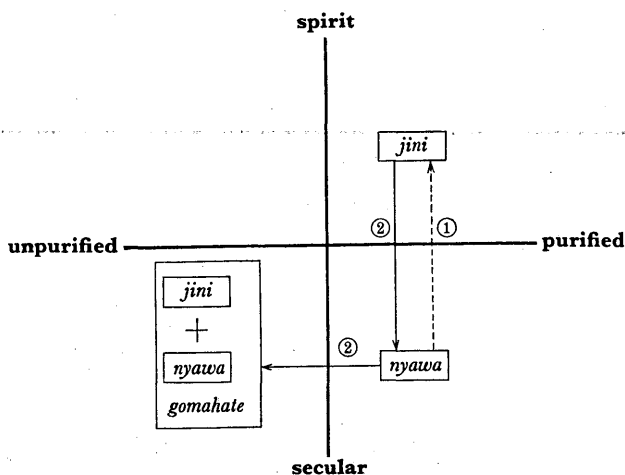 spirit
jini
② ①
unpurified purified
jini
+
nyawa
gomahate
②
nyawa
secular